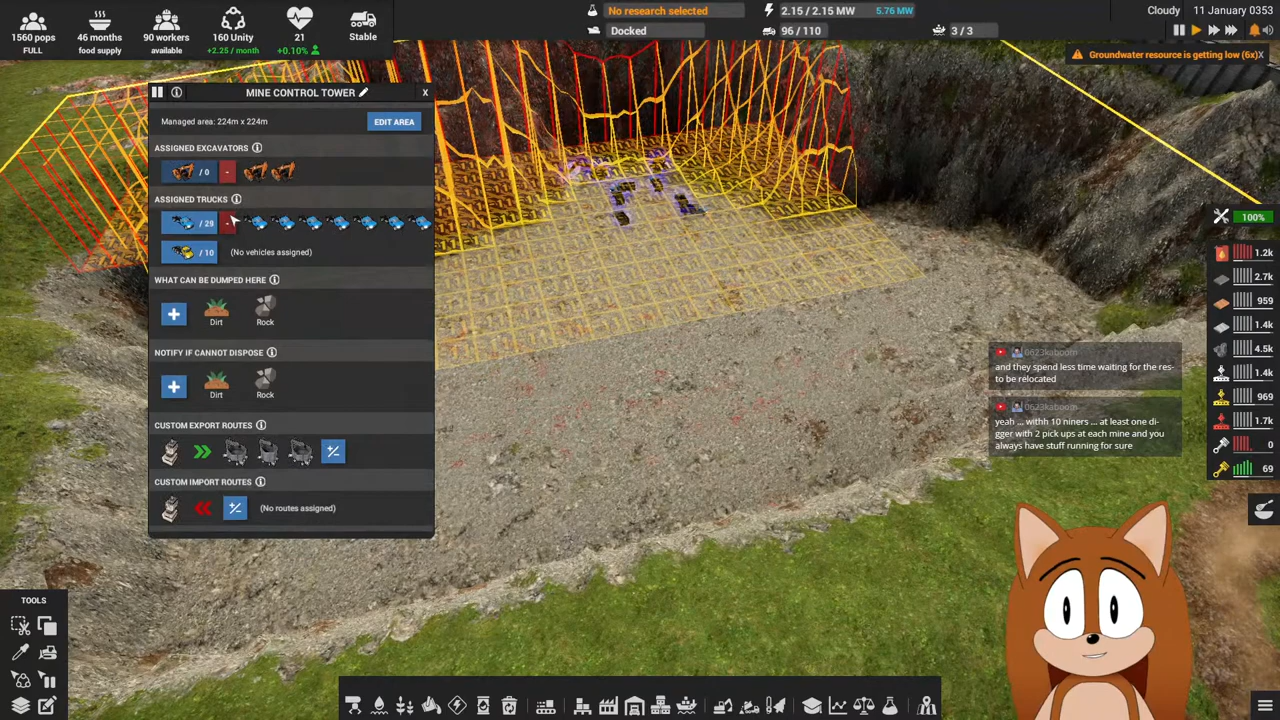 1560 pops
FULL
46 months
food supply
90 workers
available
160 Unity
+2.25 / month
21
+0.10%
Stable
No research selected
Docked
2.15 / 2.15 MW
5.76 MW
96 / 110
3 / 3
Cloudy
11 January 0353
Groundwater resource is getting low (6x)
X
MINE CONTROL TOWER
X
Managed area: 224m x 224m
EDIT AREA
ASSIGNED EXCAVATORS
/ 0
-
ASSIGNED TRUCKS
/ 29
-
/ 10
(No vehicles assigned)
WHAT CAN BE DUMPED HERE
Dirt
Rock
NOTIFY IF CANNOT DISPOSE
Dirt
Rock
CUSTOM EXPORT ROUTES
CUSTOM IMPORT ROUTES
(No routes assigned)
100%
1.2k
2.7k
959
1.4k
4.5k
1.4k
969
1.7k
0
69
0623kaboom
and they spend less time waiting for the res-
to be relocated
0623kaboom
yeah ... withh 10 niners ... at least one di-
gger with 2 pick ups at each mine and you
always have stuff running for sure
TOOLS